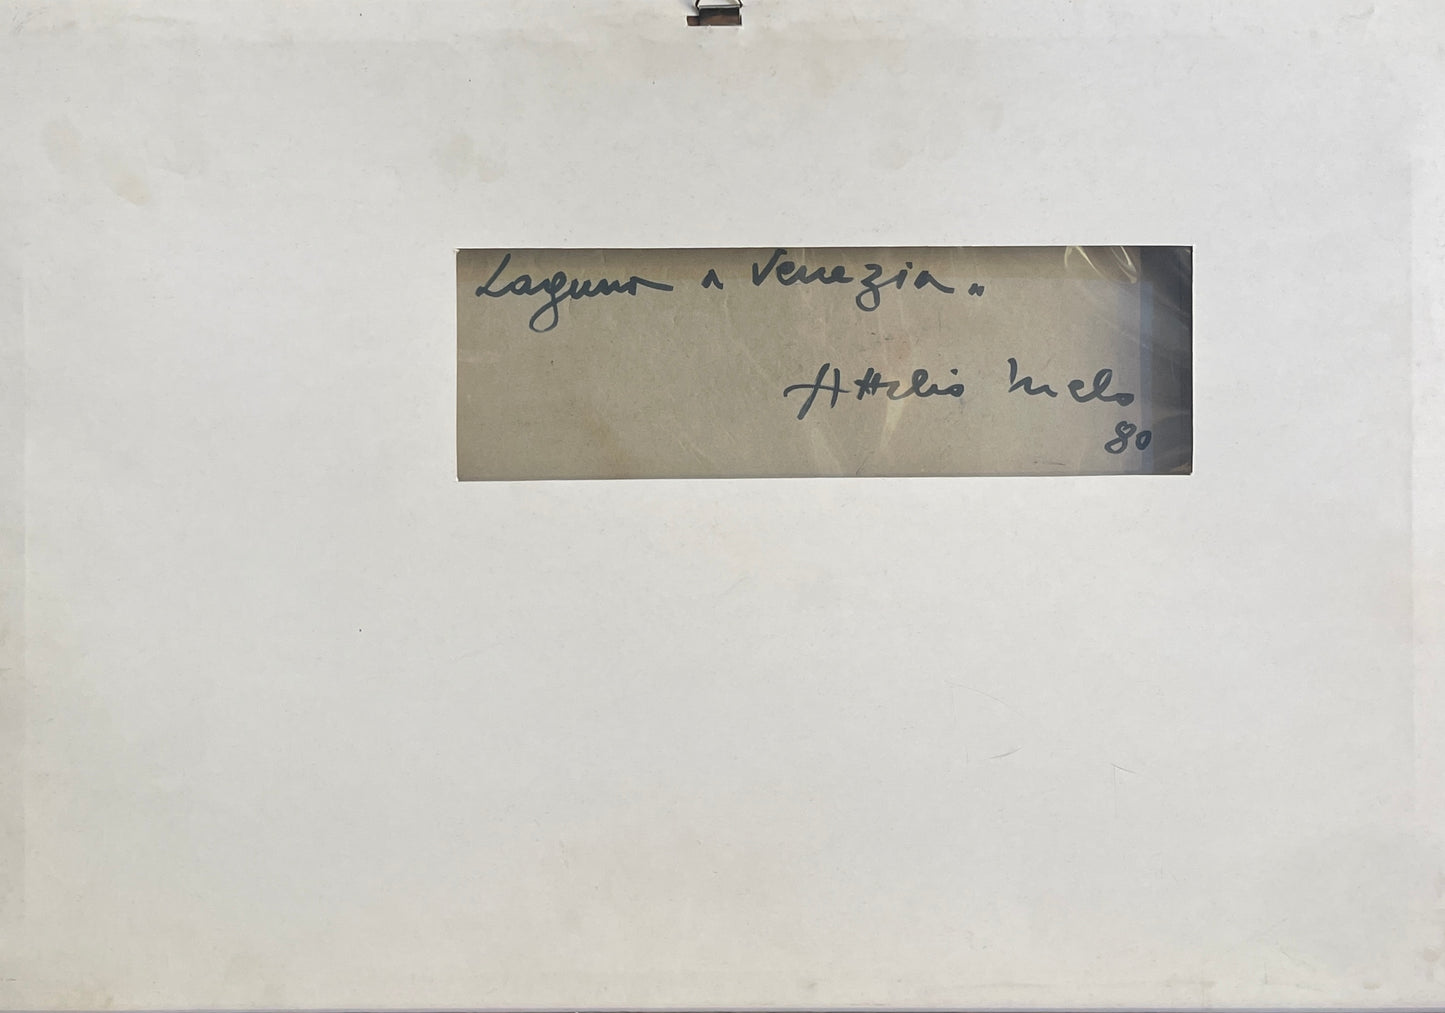 Laguna a Venezia "
Attilio Melo
80